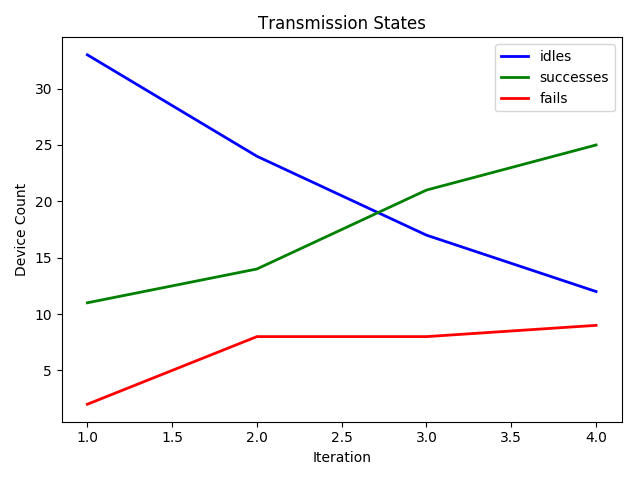 Transmission States
idles
successes
fails
Device Count
30
25
20
15
10
5
1.0 1.5 2.0 2.5 3.0 3.5 4.0
Iteration